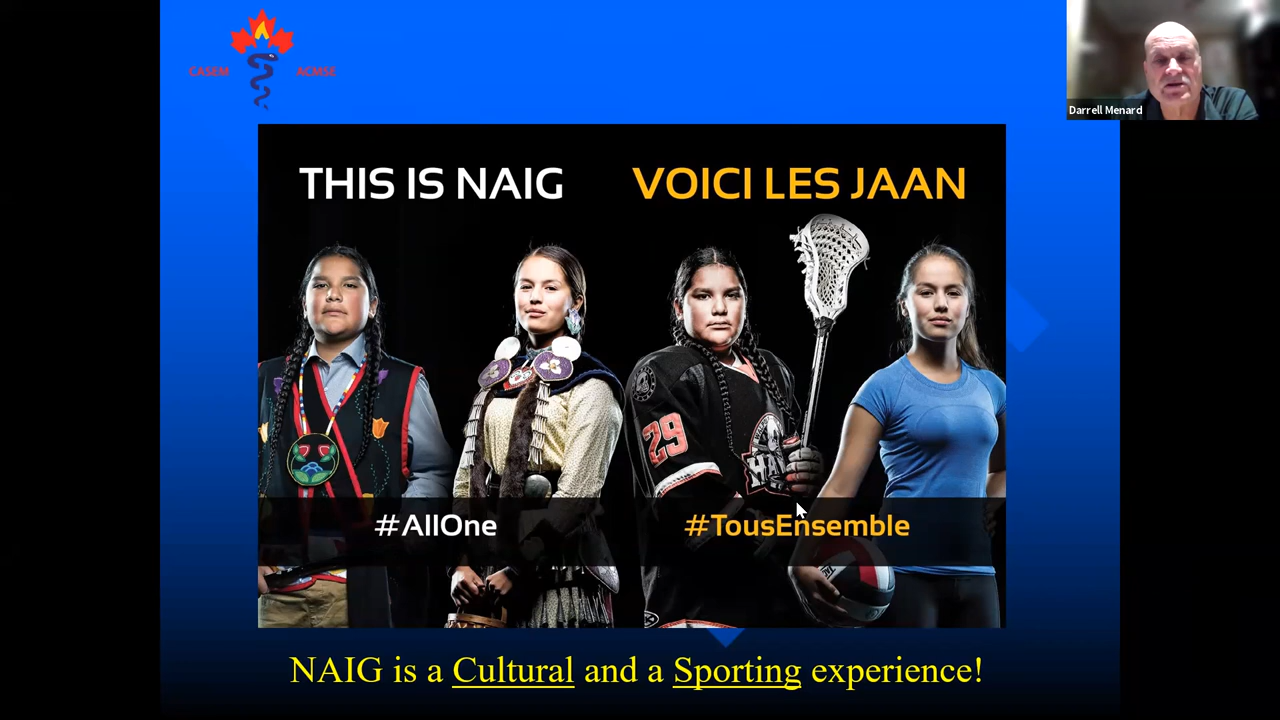 CASEM ACMSE
Darrell Menard
THIS IS NAIG VOICI LES JAAN
29
#AllOne #TousEnsemble
NAIG is a Cultural and a Sporting experience!